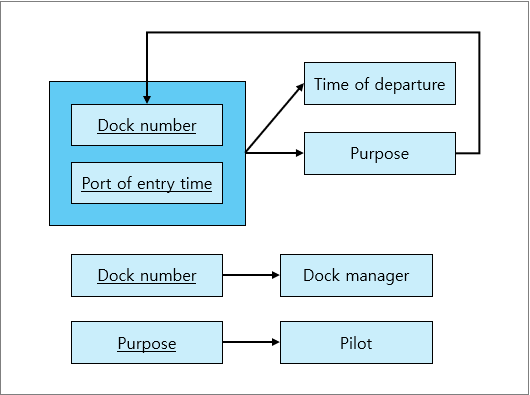 Time of departure
Dock number
Purpose
Port of entry time
Dock number
Dock manager
Purpose
Pilot